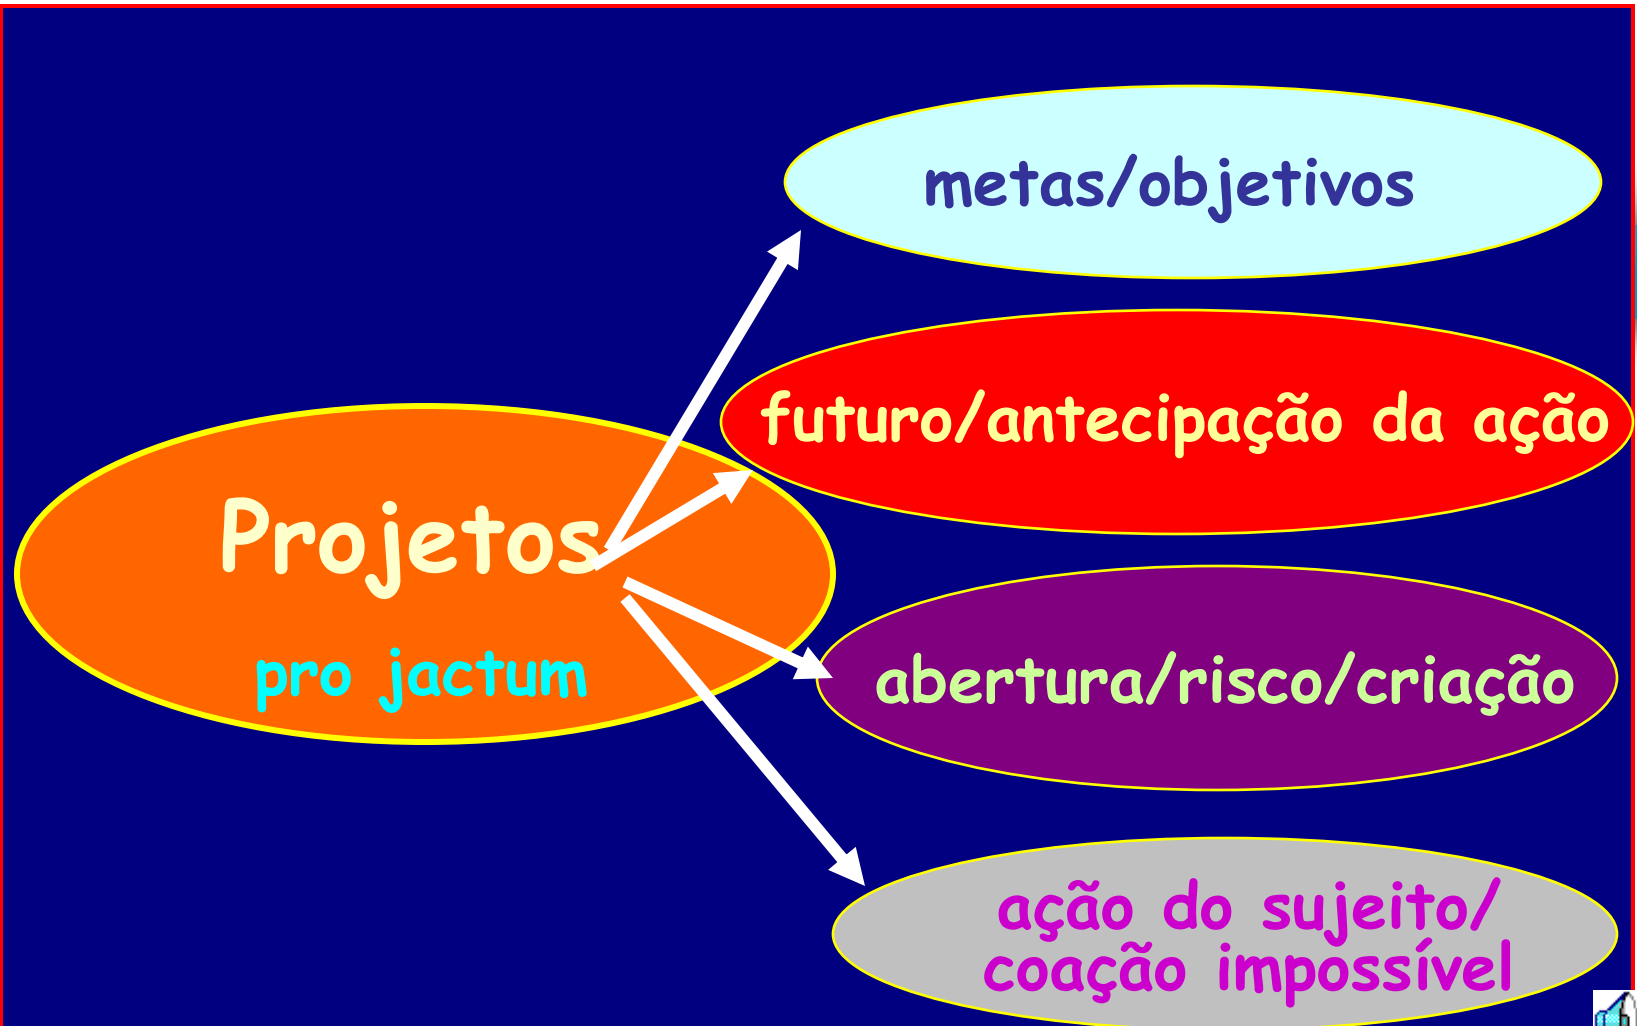 metas/objetivos
futuro/antecipação da ação
Projetos
pro jactum
abertura/risco/criação
ação do sujeito/
coação impossível